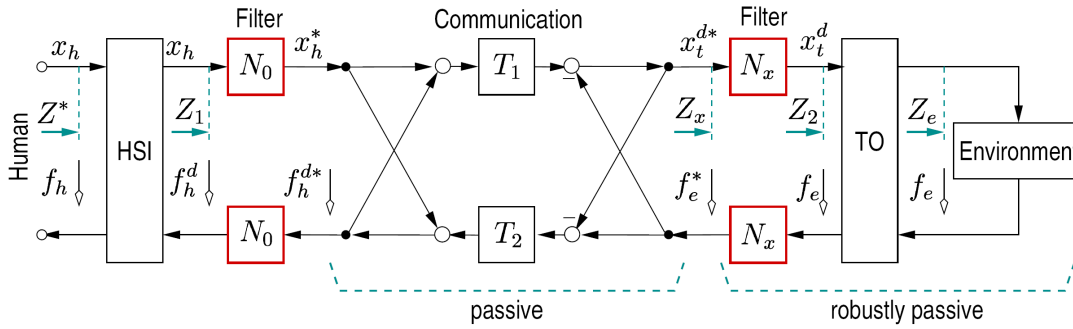 Filter Communication Filter
x_h x_h N_0 x_h^* T_1 − x_t^{d*} N_x x_t^d
Z^* Z_1 Z_x Z_2 Z_e
Human HSI TO Environment
f_h f_h^d f_h^{d*} f_e^* f_e f_e
N_0 T_2 − N_x
passive robustly passive